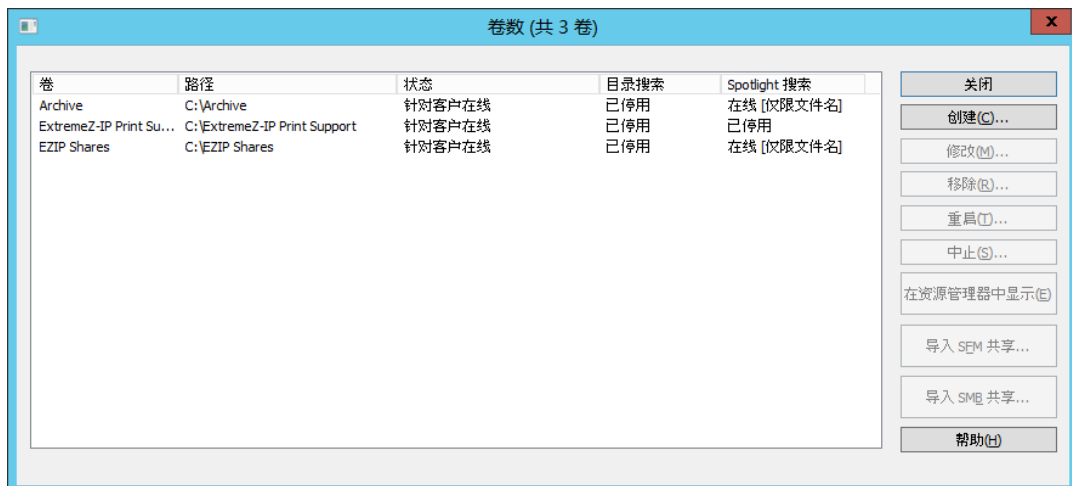 卷数 (共 3 卷)
x
卷 路径 状态 目录搜索 Spotlight 搜索
Archive C:\Archive 针对客户在线 已停用 在线 [仅限文件名]
ExtremeZ-IP Print Su... C:\ExtremeZ-IP Print Support 针对客户在线 已停用 已停用
EZIP Shares C:\EZIP Shares 针对客户在线 已停用 在线 [仅限文件名]
关闭
创建(C)...
修改(M)...
移除(R)...
重启(T)...
中止(S)...
在资源管理器中显示(E)
导入 SFM 共享...
导入 SMB 共享...
帮助(H)